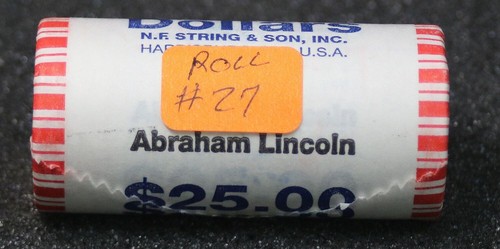 Dollars
N.F. STRING & SON, INC.
U.S.A.
ROLL
#27
Abraham Lincoln
$25.00